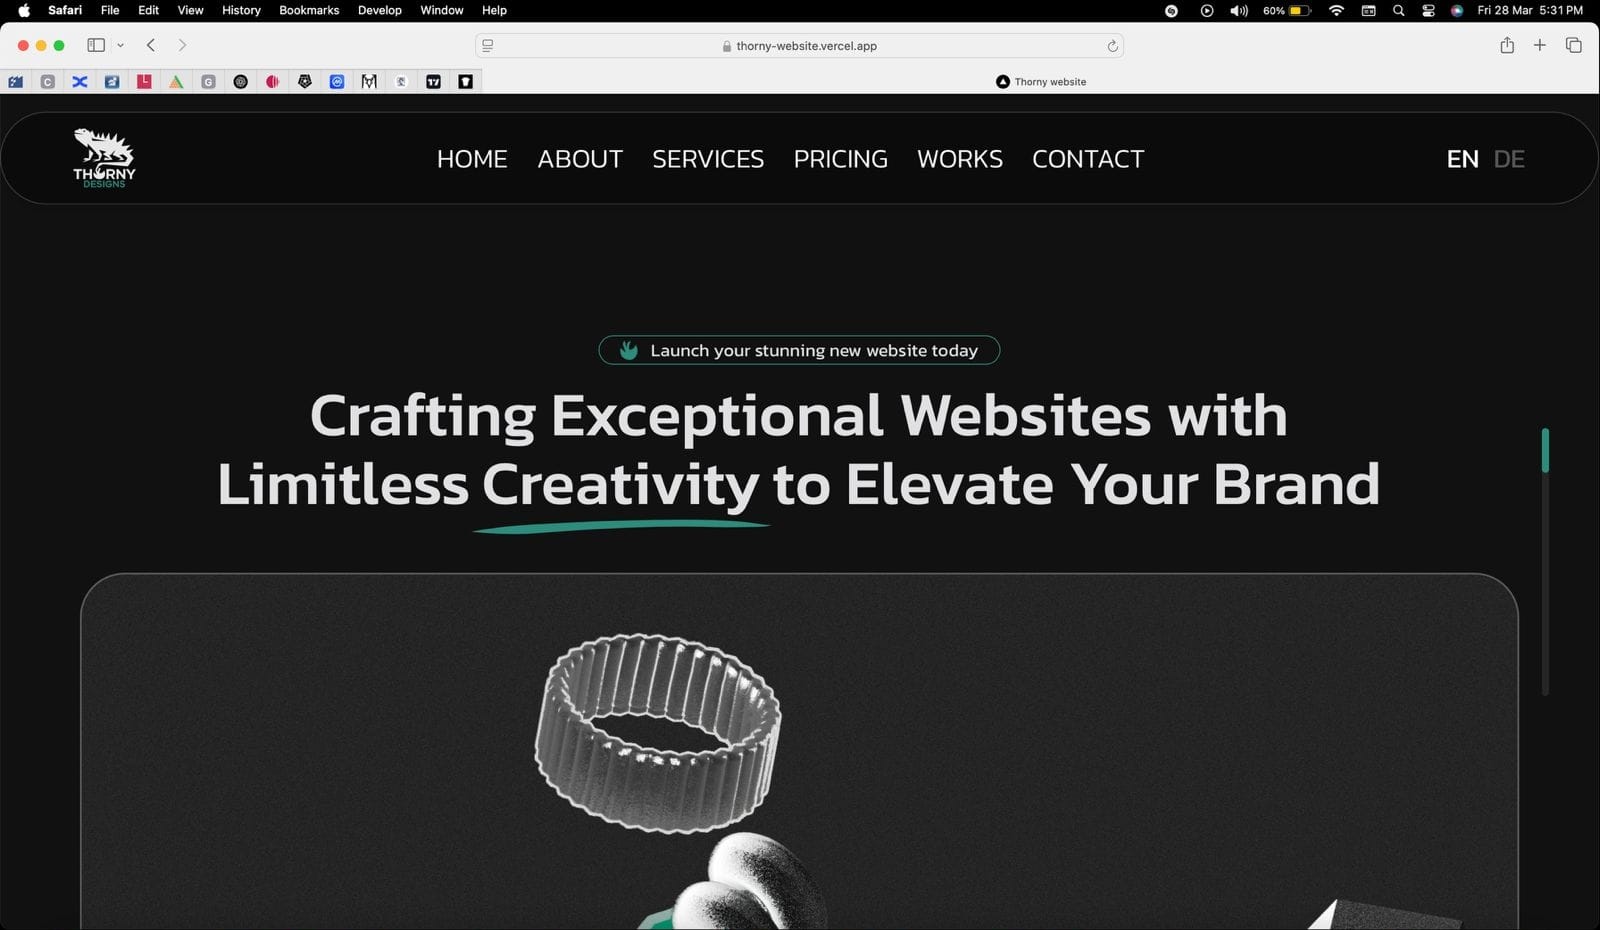 Safari File Edit View History Bookmarks Develop Window Help 60% Fri 28 Mar 5:31 PM
thorny-website.vercel.app
C L G 17 Thorny website
THORNY
DESIGNS
HOME ABOUT SERVICES PRICING WORKS CONTACT EN DE
Launch your stunning new website today
Crafting Exceptional Websites with
Limitless Creativity to Elevate Your Brand